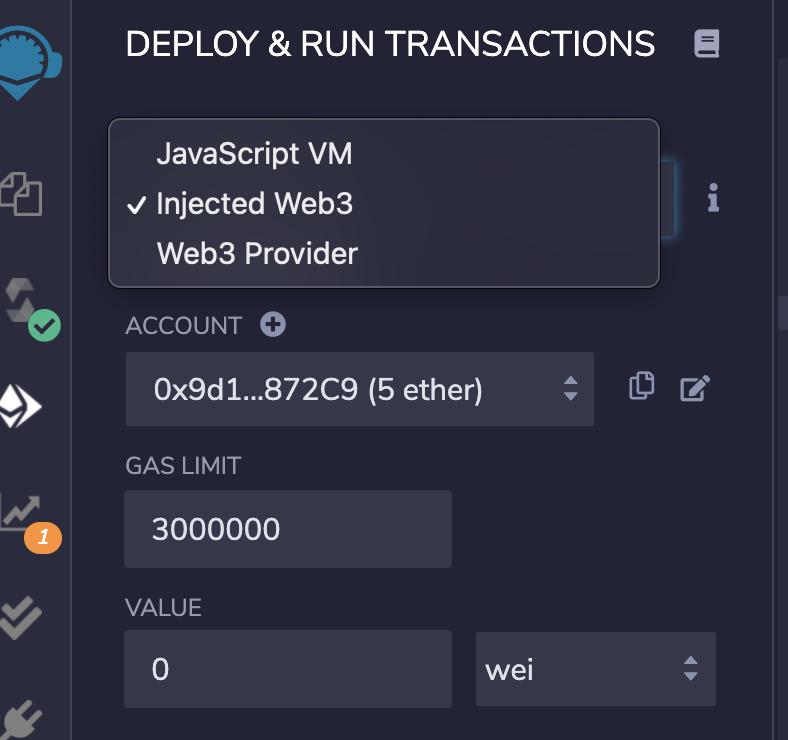 DEPLOY & RUN TRANSACTIONS
JavaScript VM
✓ Injected Web3
Web3 Provider
ACCOUNT
0x9d1...872C9 (5 ether)
GAS LIMIT
3000000
1
VALUE
0 wei